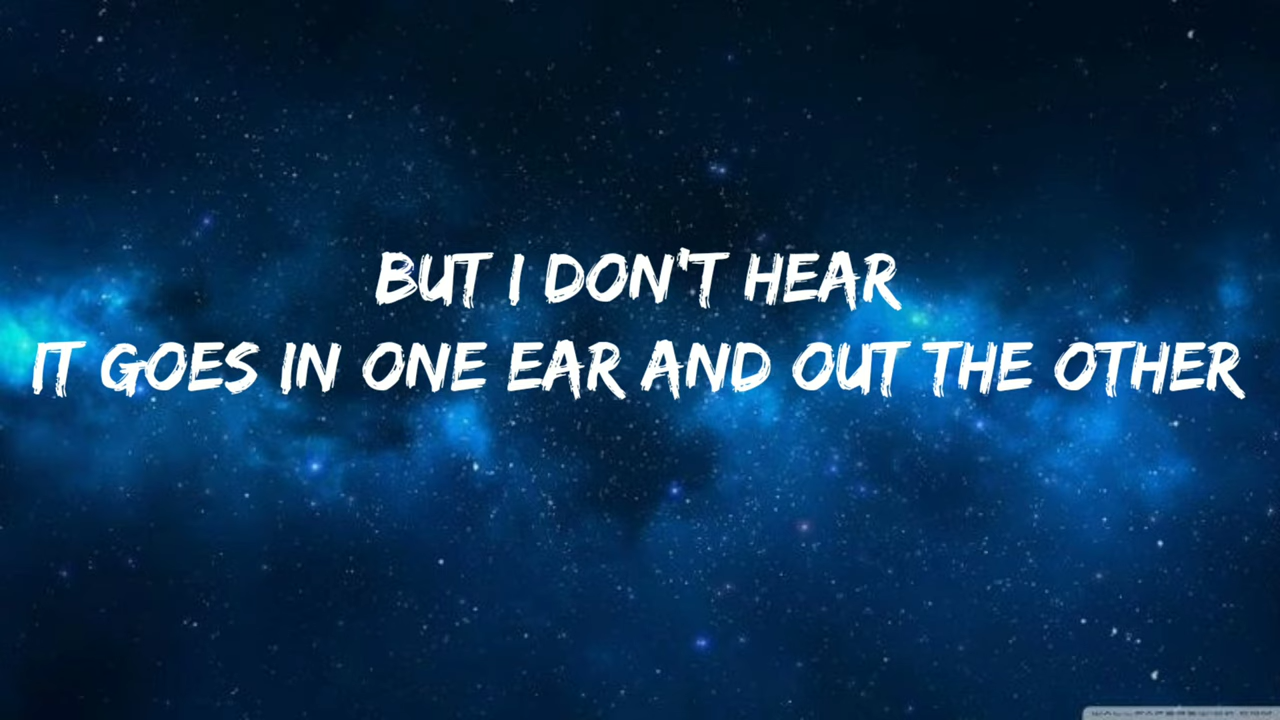 BUT I DON'T HEAR
IT GOES IN ONE EAR AND OUT THE OTHER